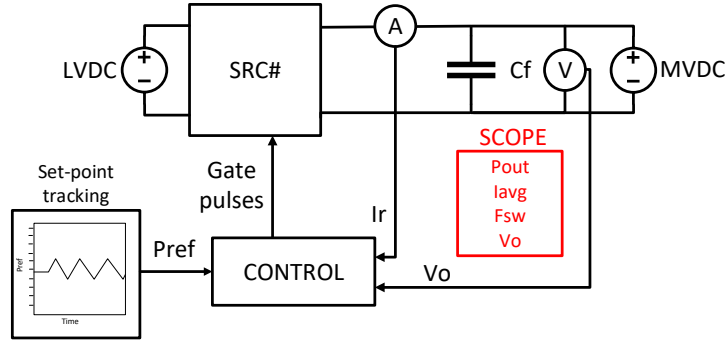 A
LVDC
+
−
SRC#
Cf
V
+
−
MVDC
SCOPE
Pout
Iavg
Fsw
Vo
Set-point
tracking
Gate
pulses
Ir
Pref
Pref
CONTROL
Vo
Time